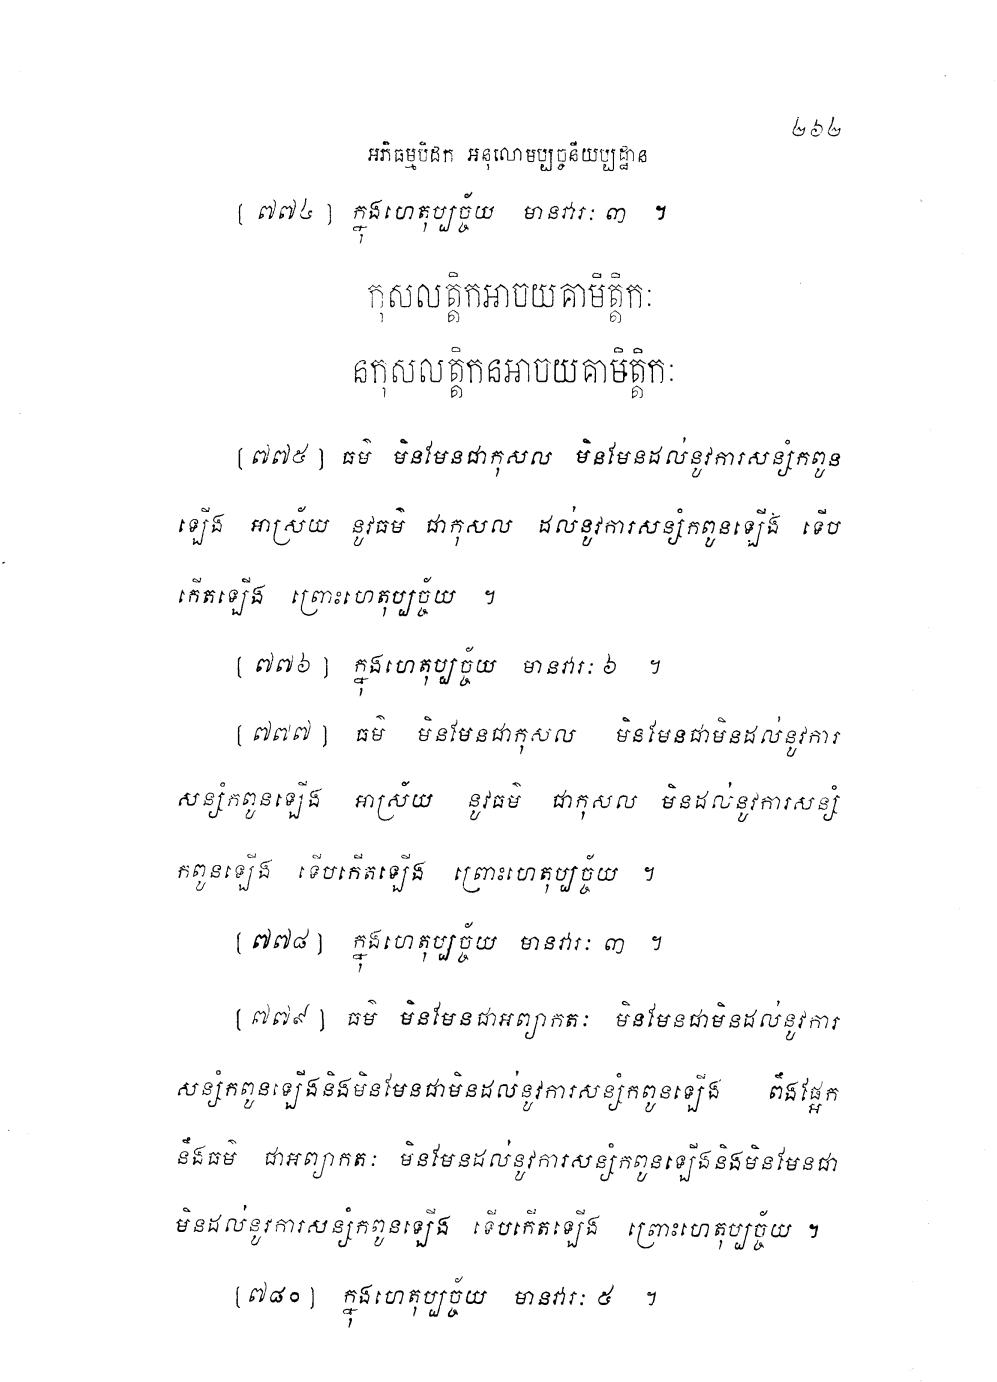 ២៦២
អភិធម្មបិដក អនុលោមប្បច្ចនីយប្បដ្ឋាន
[ ៧៧៤ ] ក្នុងហេតុប្បច្ច័យ មានវារៈ ៣ ។
កុសលត្តិកអាចយគាមិត្តិកៈ
នកុសលត្តិកនអាចយគាមិត្តិកៈ
[ ៧៧៥ ] ធម៌ មិនមែនជាកុសល មិនមែនដល់នូវការសន្សំកពូន
ឡើង អាស្រ័យ នូវធម៌ ជាកុសល ដល់នូវការសន្សំកពូនឡើង ទើប
កើតឡើង ព្រោះហេតុប្បច្ច័យ ។
[ ៧៧៦ ] ក្នុងហេតុប្បច្ច័យ មានវារៈ ៦ ។
[ ៧៧៧ ] ធម៌ មិនមែនជាកុសល មិនមែនជាមិនដល់នូវការ
សន្សំកពូនឡើង អាស្រ័យ នូវធម៌ ជាកុសល មិនដល់នូវការសន្សំ
កពូនឡើង ទើបកើតឡើង ព្រោះហេតុប្បច្ច័យ ។
[ ៧៧៨ ] ក្នុងហេតុប្បច្ច័យ មានវារៈ ៣ ។
[ ៧៧៩ ] ធម៌ មិនមែនជាអព្យាកតៈ មិនមែនជាមិនដល់នូវការ
សន្សំកពូនឡើងនិងមិនមែនជាមិនដល់នូវការសន្សំកពូនឡើង ពឹងផ្អែក
នឹងធម៌ ជាអព្យាកតៈ មិនមែនដល់នូវការសន្សំកពូនឡើងនិងមិនមែនជា
មិនដល់នូវការសន្សំកពូនឡើង ទើបកើតឡើង ព្រោះហេតុប្បច្ច័យ ។
[ ៧៨០ ] ក្នុងហេតុប្បច្ច័យ មានវារៈ ៥ ។